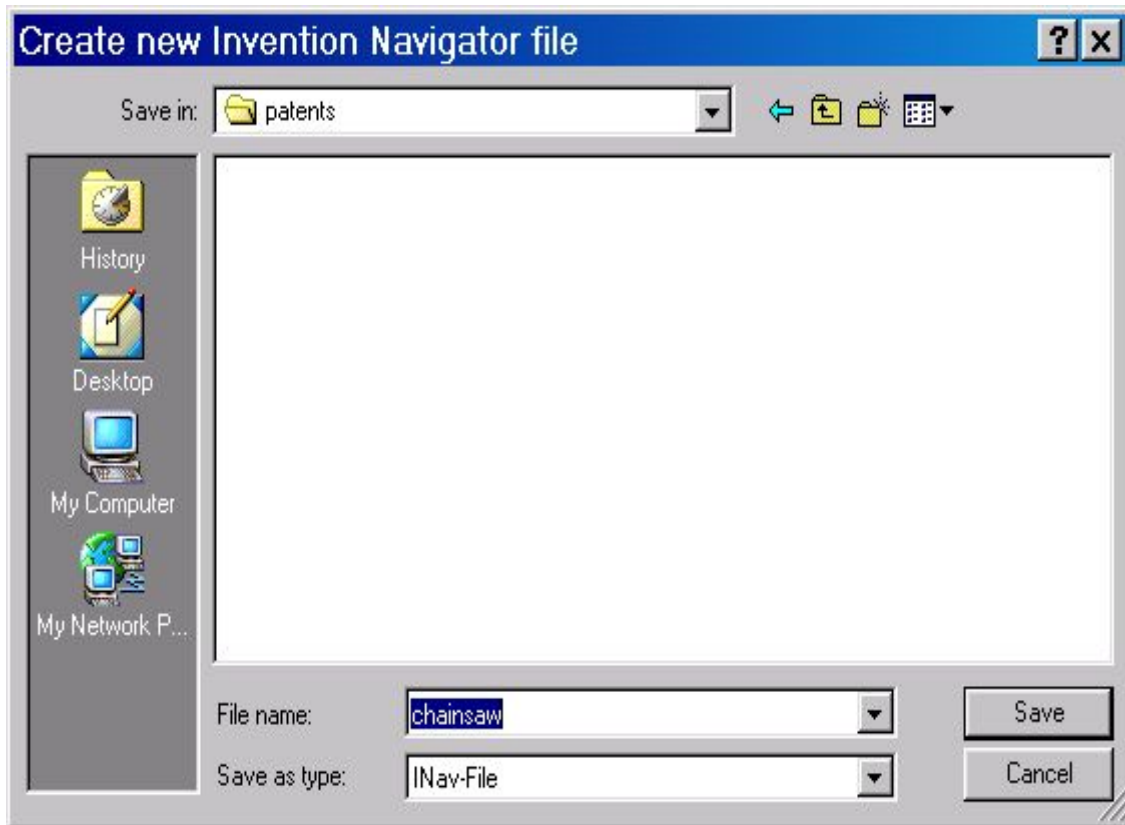 Create new Invention Navigator file
Save in: patents
History
Desktop
My Computer
My Network P...
File name: chainsaw Save
Save as type: INav-File Cancel